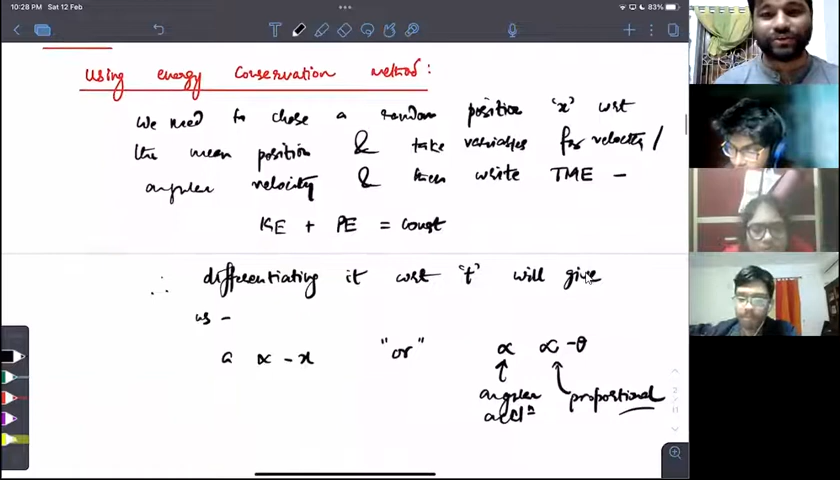 10:28 PM Sat 12 Feb
83%
Using energy Conservation method:
We need to chose a random position 'x' wrt
the mean position & take variables for velocity/
angular velocity & then write TME -
KE + PE = const
∴ differentiating it wrt 't' will give
us -
a ∝ -x "or" α ∝ -θ
angular proportional
accln
2
11